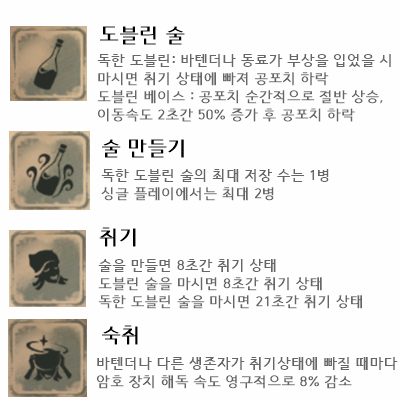 도블린 술
독한 도블린: 바텐더나 동료가 부상을 입었을 시
마시면 취기 상태에 빠져 공포치 하락
도블린 베이스 : 공포치 순간적으로 절반 상승,
이동속도 2초간 50% 증가 후 공포치 하락
술 만들기
독한 도블린 술의 최대 저장 수는 1병
싱글 플레이에서는 최대 2병
취기
술을 만들면 8초간 취기 상태
도블린 술을 마시면 8초간 취기 상태
독한 도블린 술을 마시면 21초간 취기 상태
숙취
바텐더나 다른 생존자가 취기상태에 빠질 때마다
암호 장치 해독 속도 영구적으로 8% 감소